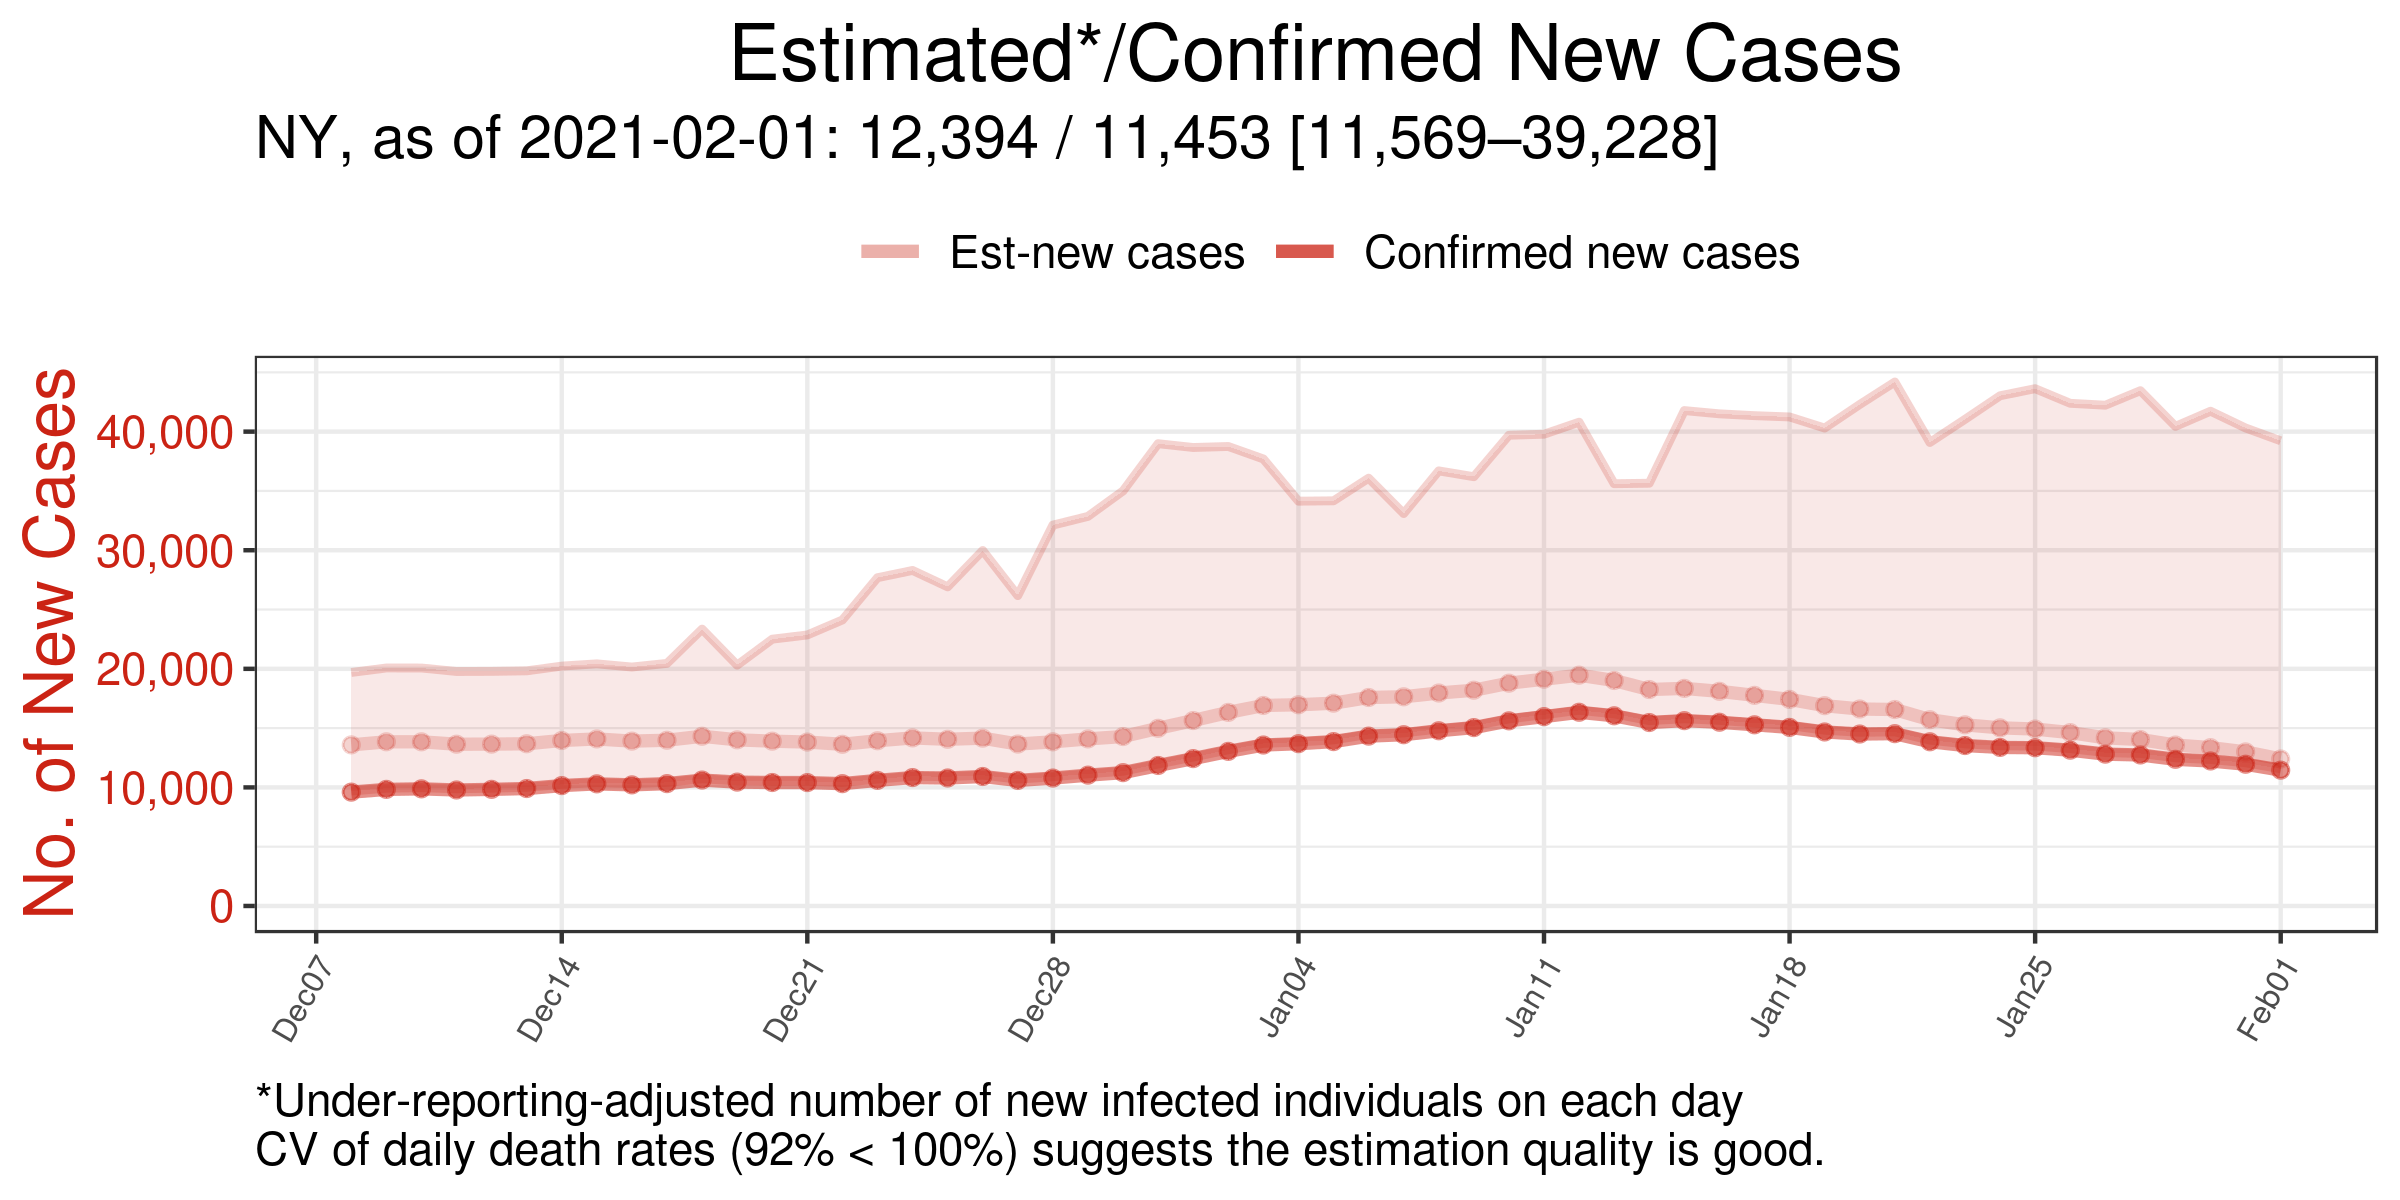 Estimated*/Confirmed New Cases
NY, as of 2021-02-01: 12,394 / 11,453 [11,569–39,228]
Est-new cases Confirmed new cases
No. of New Cases
40,000
30,000
20,000
10,000
0
Dec07 Dec14 Dec21 Dec28 Jan04 Jan11 Jan18 Jan25 Feb01
*Under-reporting-adjusted number of new infected individuals on each day
CV of daily death rates (92% < 100%) suggests the estimation quality is good.